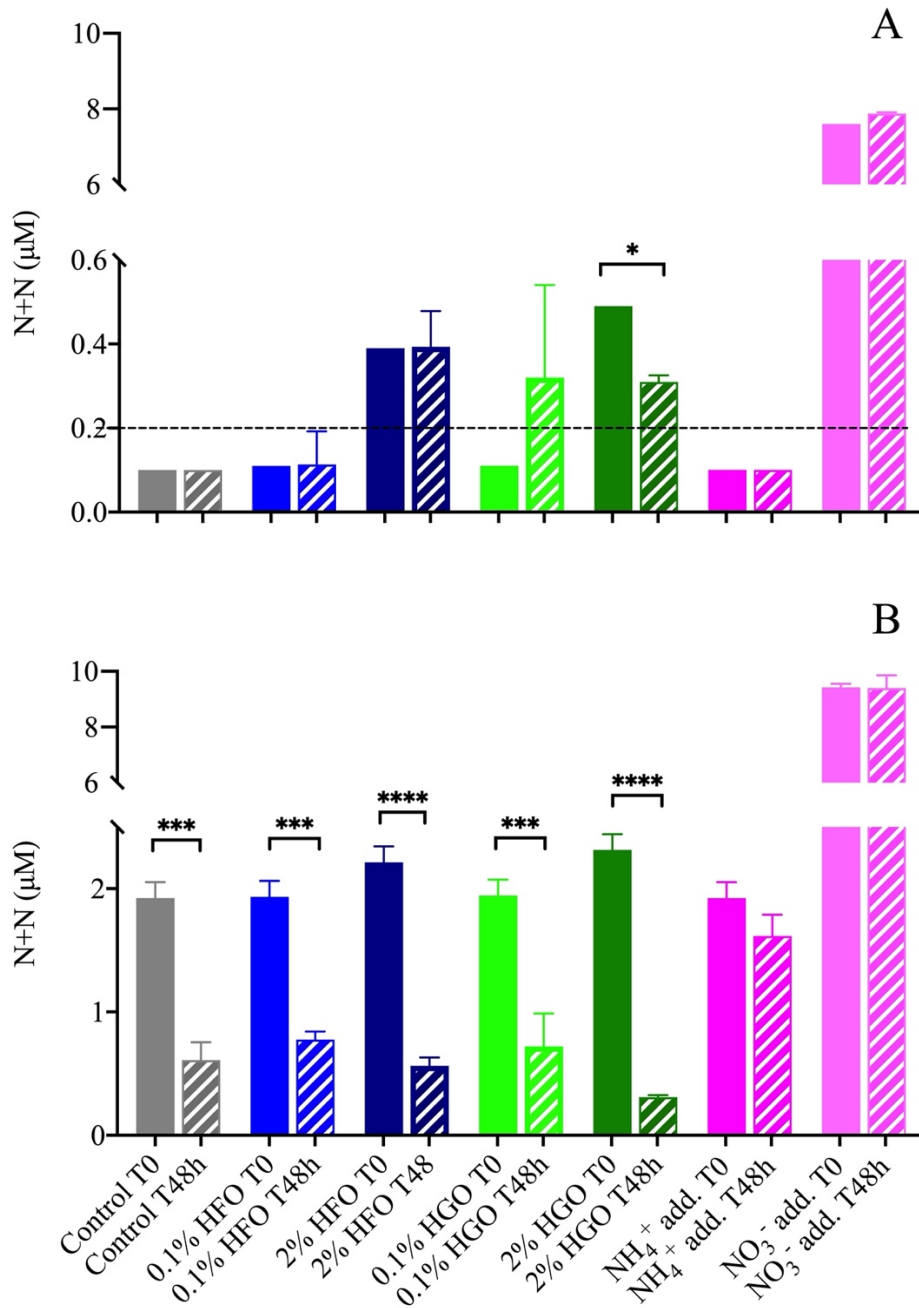 A
10
8
6
0.6
0.4
0.2
0.0
N+N (µM)
*
B
10
8
6
2
1
0
N+N (µM)
***
***
****
***
****
Control T0
Control T48h
0.1% HFO T0
0.1% HFO T48h
2% HFO T0
2% HFO T48
0.1% HGO T0
0.1% HGO T48h
2% HGO T0
2% HGO T48h
NH₄⁺ add. T0
NH₄⁺ add. T48h
NO₃⁻ add. T0
NO₃⁻ add. T48h